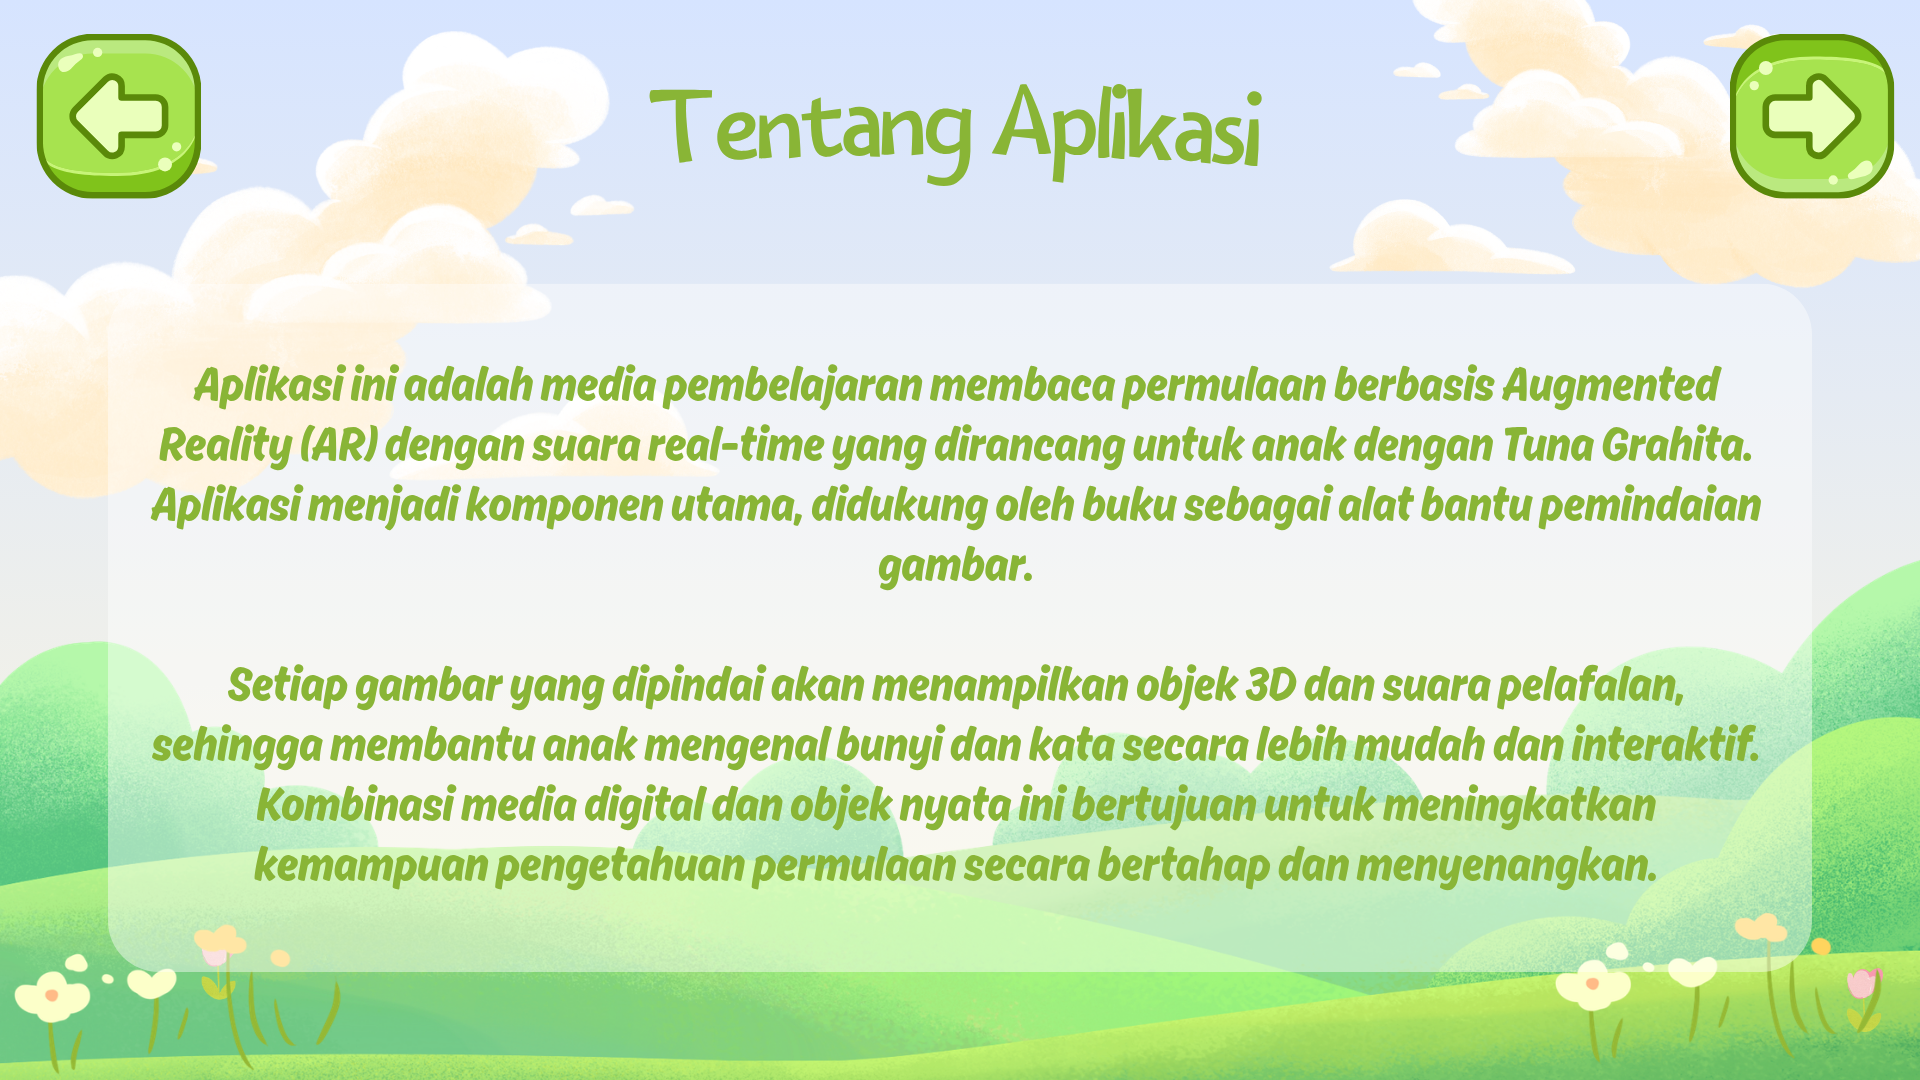 Tentang Aplikasi
Aplikasi ini adalah media pembelajaran membaca permulaan berbasis Augmented
Reality (AR) dengan suara real-time yang dirancang untuk anak dengan Tuna Grahita.
Aplikasi menjadi komponen utama, didukung oleh buku sebagai alat bantu pemindaian
gambar.
Setiap gambar yang dipindai akan menampilkan objek 3D dan suara pelafalan,
sehingga membantu anak mengenal bunyi dan kata secara lebih mudah dan interaktif.
Kombinasi media digital dan objek nyata ini bertujuan untuk meningkatkan
kemampuan pengetahuan permulaan secara bertahap dan menyenangkan.